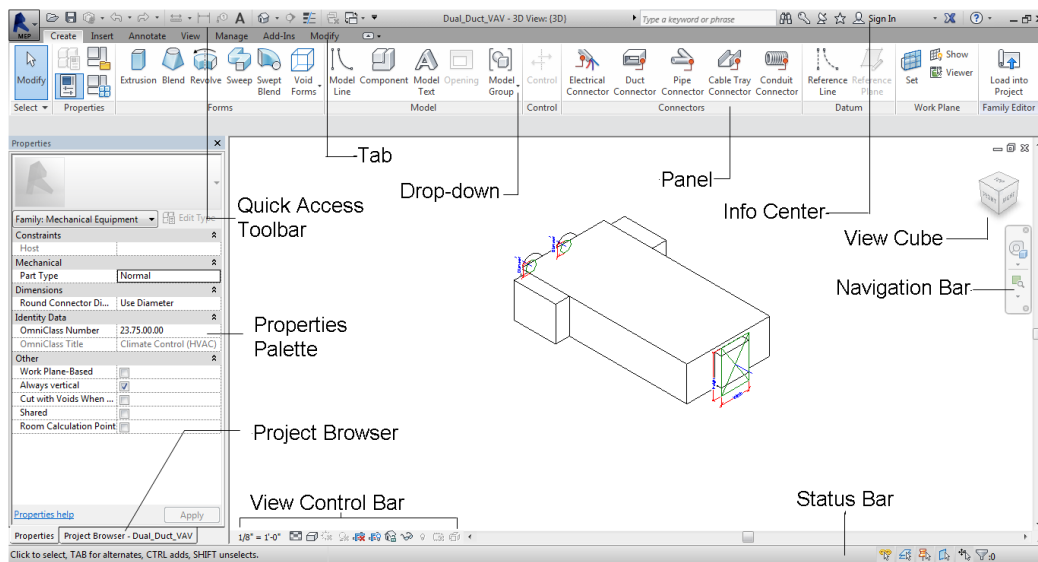 Dual_Duct_VAV - 3D View: {3D}
Type a keyword or phrase
Sign In
MEP
Create Insert Annotate View Manage Add-Ins Modify
Modify
Extrusion Blend Revolve Sweep Swept Blend Void Forms
Model Line Component Model Text Opening Model Group
Control
Electrical Connector Duct Connector Pipe Connector Cable Tray Connector Conduit Connector
Reference Line Reference Plane
Set Show Viewer
Load into Project
Select Properties Forms Model Control Connectors Datum Work Plane Family Editor
Properties
Tab
Drop-down
Panel
Quick Access
Toolbar
Info Center
View Cube
TOP
FRONT
RIGHT
Navigation Bar
Family: Mechanical Equipment Edit Type
Constraints
Host
Mechanical
Part Type Normal
Dimensions
Round Connector Di... Use Diameter
Identity Data
OmniClass Number 23.75.00.00
OmniClass Title Climate Control (HVAC)
Other
Work Plane-Based
Always vertical
Cut with Voids When ...
Shared
Room Calculation Point
Properties
Palette
Project Browser
View Control Bar
Status Bar
Properties help Apply
Properties Project Browser - Dual_Duct_VAV
1/8" = 1'-0"
Click to select, TAB for alternates, CTRL adds, SHIFT unselects.
:0